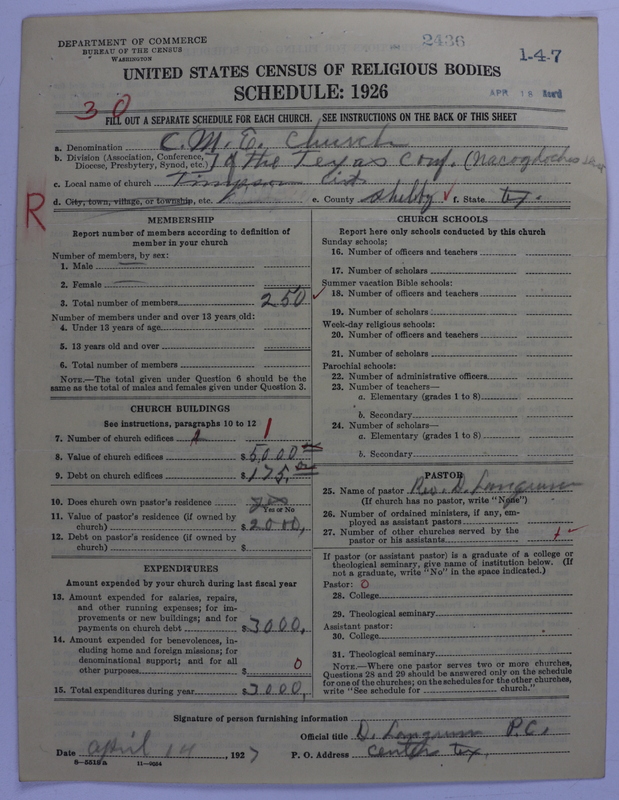 DEPARTMENT OF COMMERCE
BUREAU OF THE CENSUS
WASHINGTON
2436
1-4-7
APR 18
UNITED STATES CENSUS OF RELIGIOUS BODIES
SCHEDULE: 1926
30
FILL OUT A SEPARATE SCHEDULE FOR EACH CHURCH. SEE INSTRUCTIONS ON THE BACK OF THIS SHEET
a. Denomination C.M.E. Church
b. Division (Association, Conference, Diocese, Presbytery, Synod, etc.) of the Texas Conf. (Nacogdoches
c. Local name of church Timpson
d. City, town, village, or township, etc. e. County Shelby f. State Tex.
R
MEMBERSHIP
Report number of members according to definition of
member in your church
Number of members, by sex:
1. Male
2. Female
3. Total number of members 250
Number of members under and over 13 years old:
4. Under 13 years of age
5. 13 years old and over
6. Total number of members
NOTE.—The total given under Question 6 should be the
same as the total of males and females given under Question 3.
CHURCH BUILDINGS
See instructions, paragraphs 10 to 12
7. Number of church edifices 1
8. Value of church edifices $5000
9. Debt on church edifices $175
10. Does church own pastor's residence yes
Yes or No
11. Value of pastor's residence (if owned by
church) $2000,
12. Debt on pastor's residence (if owned by
church) $
EXPENDITURES
Amount expended by your church during last fiscal year
13. Amount expended for salaries, repairs,
and other running expenses; for im-
provements or new buildings; and for
payments on church debt $3000,
14. Amount expended for benevolences, in-
cluding home and foreign missions; for
denominational support; and for all
other purposes $ 0
15. Total expenditures during year $3000,
CHURCH SCHOOLS
Report here only schools conducted by this church
Sunday schools:
16. Number of officers and teachers
17. Number of scholars
Summer vacation Bible schools:
18. Number of officers and teachers
19. Number of scholars
Week-day religious schools:
20. Number of officers and teachers
21. Number of scholars
Parochial schools:
22. Number of administrative officers
23. Number of teachers—
a. Elementary (grades 1 to 8)
b. Secondary
24. Number of scholars—
a. Elementary (grades 1 to 8)
b. Secondary
PASTOR
25. Name of pastor Rev. D.
(If church has no pastor, write "None")
26. Number of ordained ministers, if any, em-
ployed as assistant pastors
27. Number of other churches served by the
pastor or his assistants
If pastor (or assistant pastor) is a graduate of a college or
theological seminary, give name of institution below. (If
not a graduate, write "No" in the space indicated.)
Pastor: 0
28. College
29. Theological seminary
Assistant pastor:
30. College
31. Theological seminary
NOTE.—Where one pastor serves two or more churches,
Questions 28 and 29 should be answered only on the schedule
for one of the churches; on the schedules for the other churches,
write "See schedule for church."
Signature of person furnishing information
Official title D. P.C.
Date April 14 1927 P. O. Address Center Tex
8—5518a 11—9054